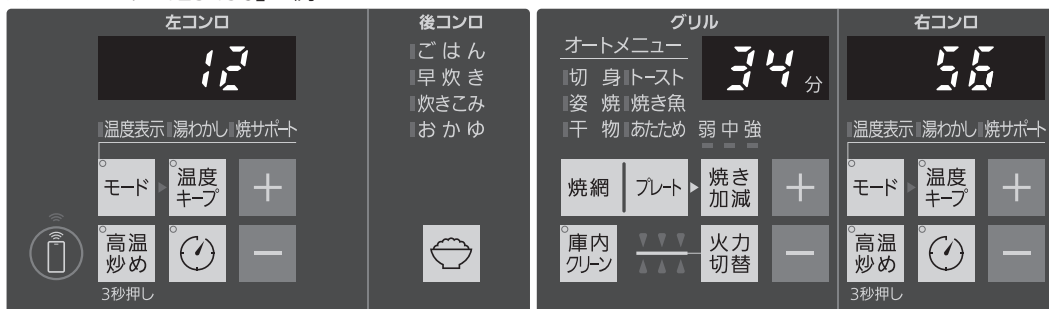 左コンロ
12
温度表示 湯わかし 焼サポート
モード
温度
キープ
+
高温
炒め
−
3秒押し
後コンロ
ごはん
早炊き
炊きこみ
おかゆ
グリル
オートメニュー
切 身 トースト
姿 焼 焼き魚
干 物 あたため
34分
弱 中 強
焼網
プレート
焼き
加減
+
庫内
クリーン
火力
切替
−
右コンロ
56
温度表示 湯わかし 焼サポート
モード
温度
キープ
+
高温
炒め
−
3秒押し